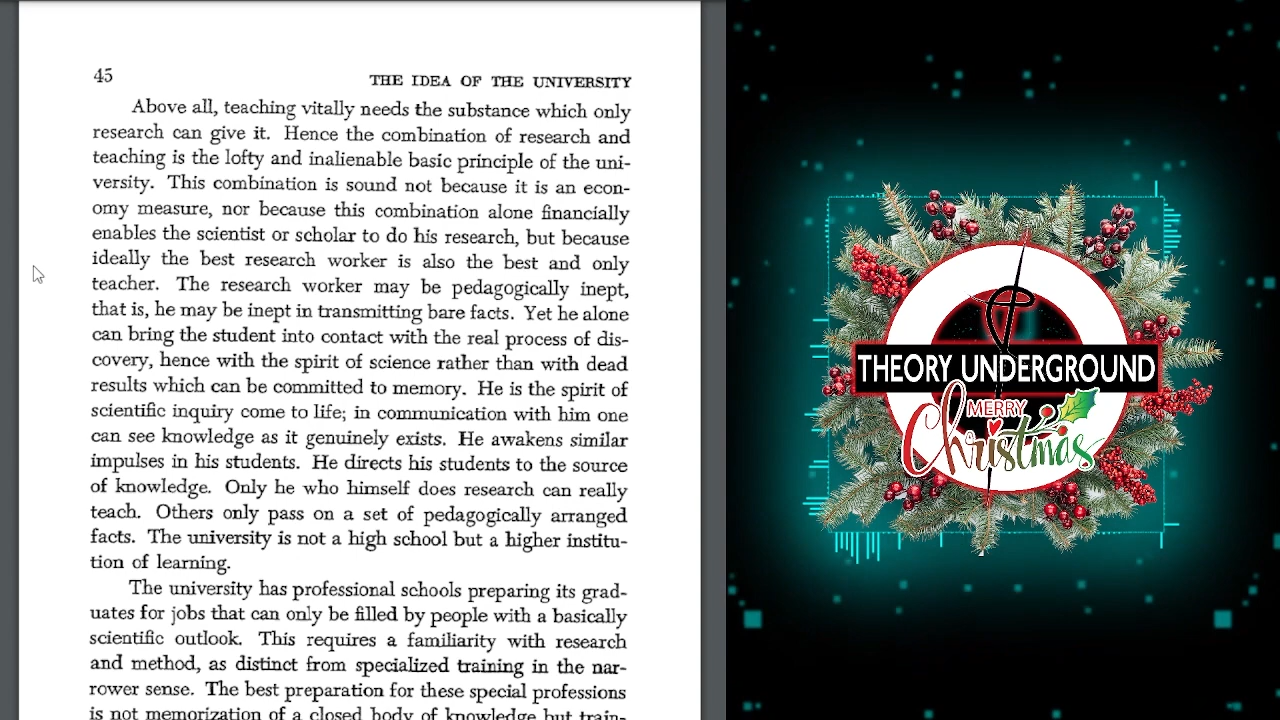 45
THE IDEA OF THE UNIVERSITY
Above all, teaching vitally needs the substance which only
research can give it. Hence the combination of research and
teaching is the lofty and inalienable basic principle of the uni-
versity. This combination is sound not because it is an econ-
omy measure, nor because this combination alone financially
enables the scientist or scholar to do his research, but because
ideally the best research worker is also the best and only
teacher. The research worker may be pedagogically inept,
that is, he may be inept in transmitting bare facts. Yet he alone
can bring the student into contact with the real process of dis-
covery, hence with the spirit of science rather than with dead
results which can be committed to memory. He is the spirit of
scientific inquiry come to life; in communication with him one
can see knowledge as it genuinely exists. He awakens similar
impulses in his students. He directs his students to the source
of knowledge. Only he who himself does research can really
teach. Others only pass on a set of pedagogically arranged
facts. The university is not a high school but a higher institu-
tion of learning.
The university has professional schools preparing its grad-
uates for jobs that can only be filled by people with a basically
scientific outlook. This requires a familiarity with research
and method, as distinct from specialized training in the nar-
rower sense. The best preparation for these special professions
is not memorization of a closed body of knowledge but train-
THEORY UNDERGROUND
MERRY
Christmas